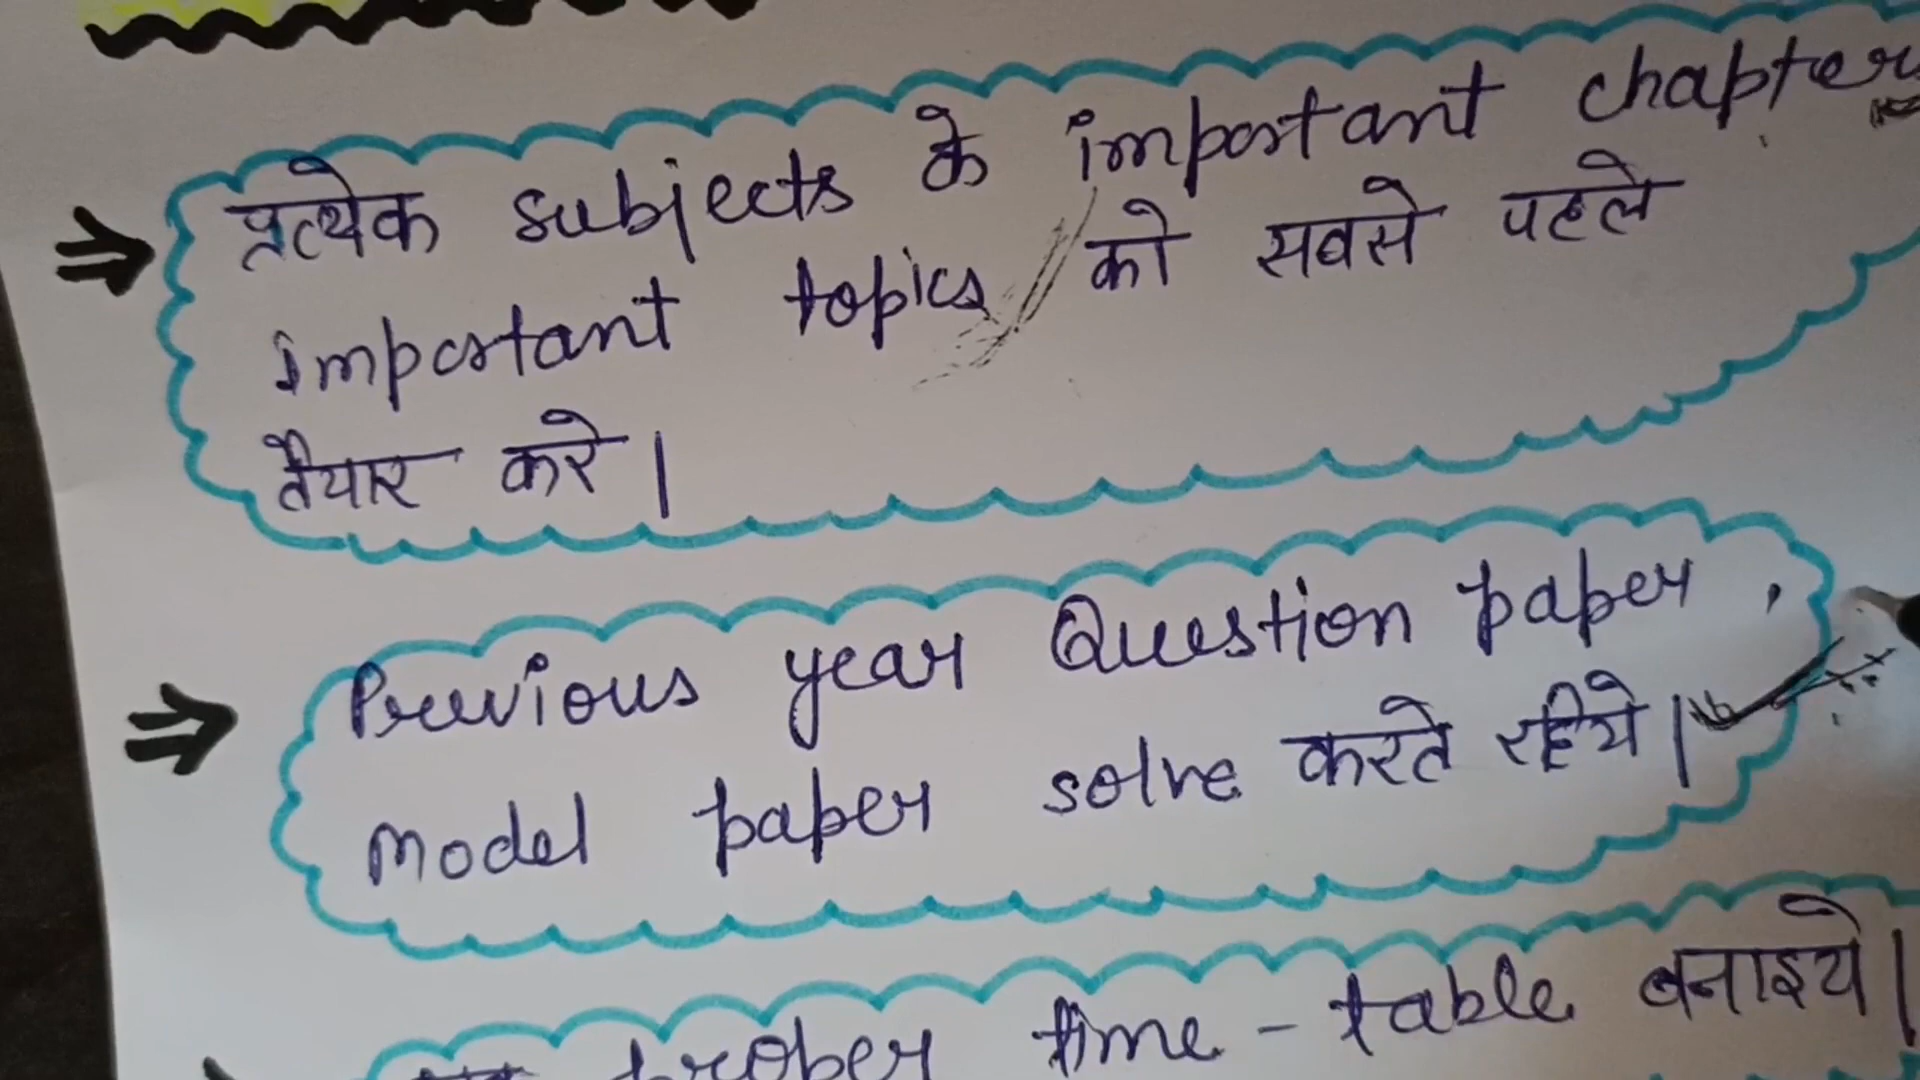 प्रत्येक subjects के important chapter
important topics को सबसे पहले
तैयार करे |
Previous year Question paper ,
Model paper solve करते रहिये |
proper time - table बनाइये |